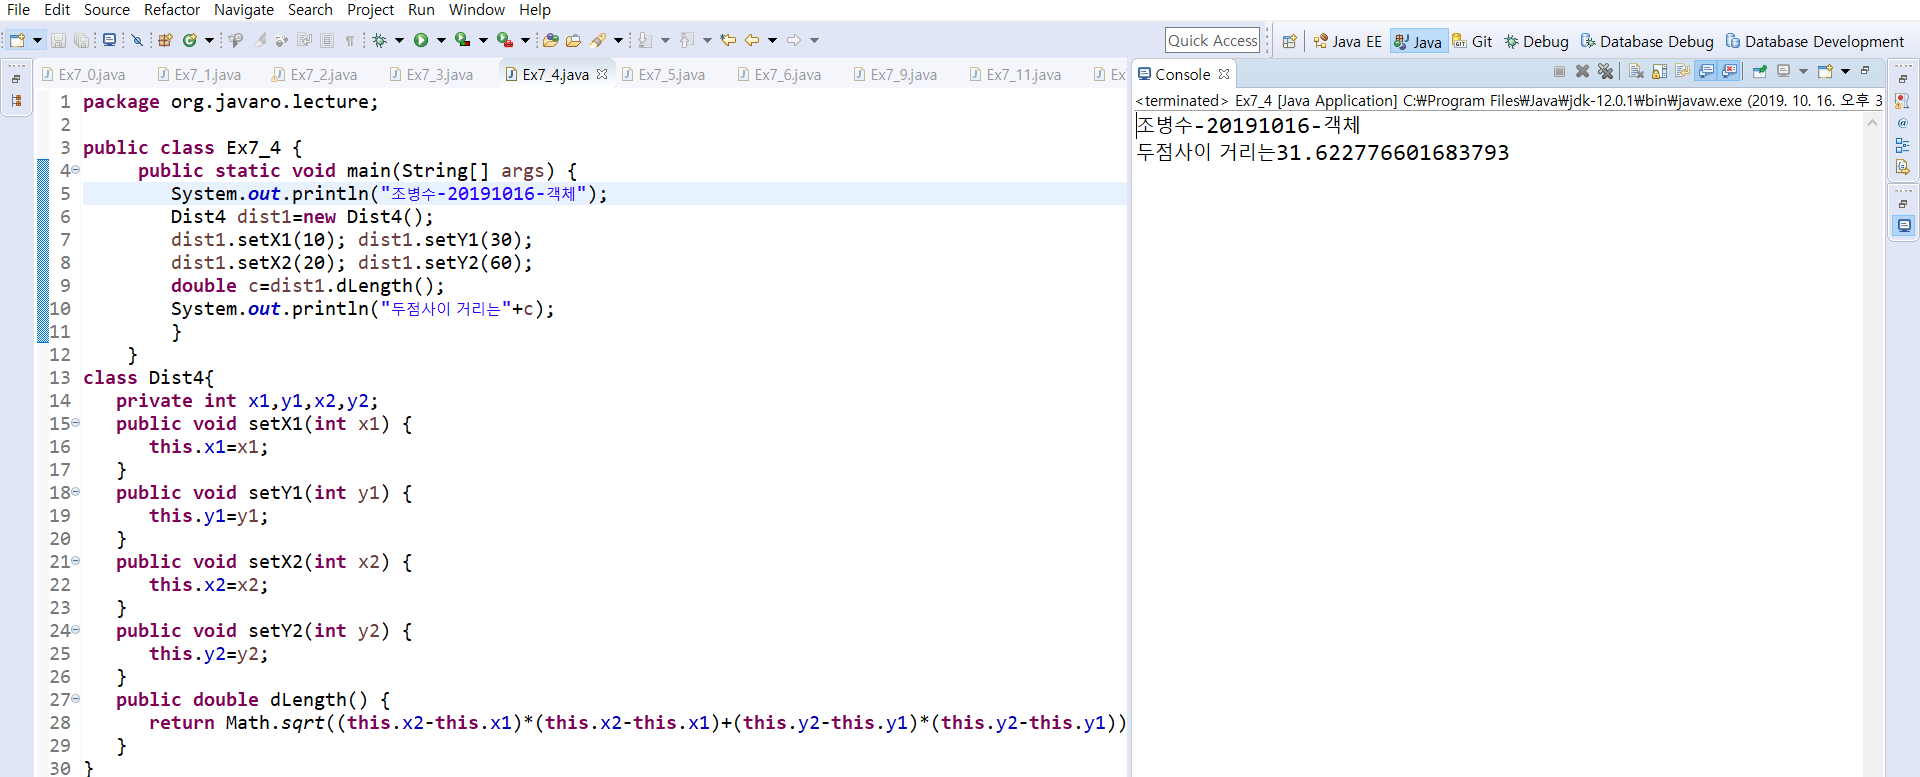 File Edit Source Refactor Navigate Search Project Run Window Help
Quick Access Java EE Java Git Debug Database Debug Database Development
Ex7_0.java Ex7_1.java Ex7_2.java Ex7_3.java Ex7_4.java Ex7_5.java Ex7_6.java Ex7_9.java Ex7_11.java Ex
1 package org.javaro.lecture;
2
3 public class Ex7_4 {
4 public static void main(String[] args) {
5 System.out.println("조병수-20191016-객체");
6 Dist4 dist1=new Dist4();
7 dist1.setX1(10); dist1.setY1(30);
8 dist1.setX2(20); dist1.setY2(60);
9 double c=dist1.dLength();
10 System.out.println("두점사이 거리는"+c);
11 }
12 }
13 class Dist4{
14 private int x1,y1,x2,y2;
15 public void setX1(int x1) {
16 this.x1=x1;
17 }
18 public void setY1(int y1) {
19 this.y1=y1;
20 }
21 public void setX2(int x2) {
22 this.x2=x2;
23 }
24 public void setY2(int y2) {
25 this.y2=y2;
26 }
27 public double dLength() {
28 return Math.sqrt((this.x2-this.x1)*(this.x2-this.x1)+(this.y2-this.y1)*(this.y2-this.y1))
29 }
30 }
Console
<terminated> Ex7_4 [Java Application] C:₩Program Files₩Java₩jdk-12.0.1₩bin₩javaw.exe (2019. 10. 16. 오후 3
조병수-20191016-객체
두점사이 거리는31.622776601683793